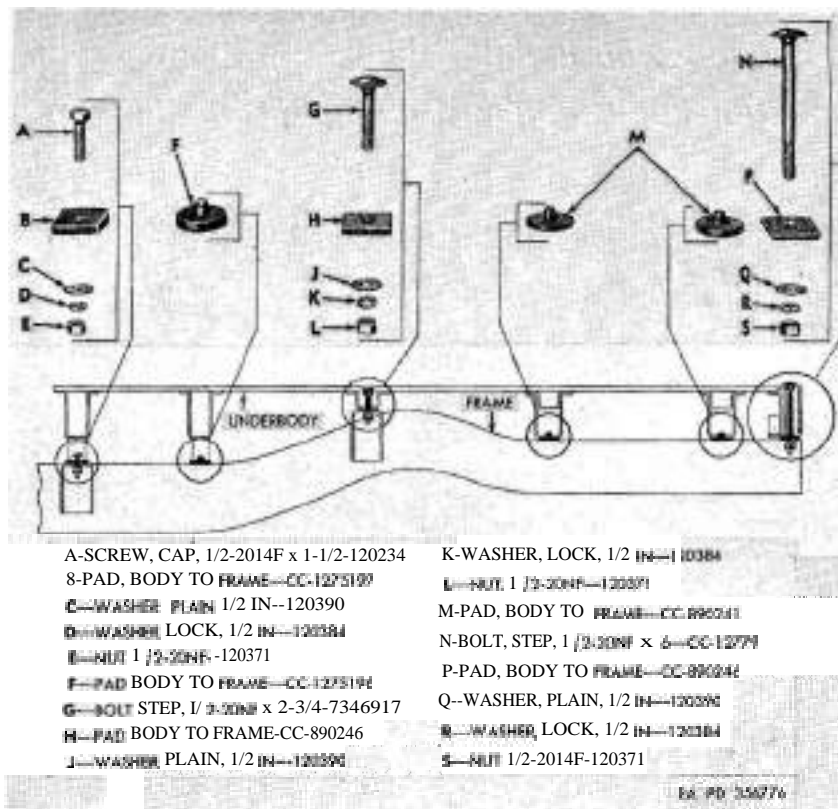 N
A
G
F
M
P
B
H
C
J
Q
D
K
R
E
L
S
UNDERBODY
FRAME
A-SCREW, CAP, 1/2-2014F x 1-1/2-120234
8-PAD, BODY TO FRAME—CC-1275197
C—WASHER PLAIN 1/2 IN--120390
D—WASHER LOCK, 1/2 IN—120384
E—NUT 1 /2-20NF--120371
F—PAD BODY TO FRAME—CC-1275196
G—BOLT STEP, I/ 2-20NF x 2-3/4-7346917
H—PAD BODY TO FRAME-CC-890246
J—WASHER PLAIN, 1/2 IN—120390
K-WASHER, LOCK, 1/2 IN—120384
L—NUT, 1 /2-20NF—120371
M-PAD, BODY TO FRAME—CC-890241
N-BOLT, STEP, 1 /2-20NF x 6—CC-12779
P-PAD, BODY TO FRAME—CC-890246
Q--WASHER, PLAIN, 1/2 IN—120390
R—WASHER, LOCK, 1/2 IN—120384
S—NUT 1/2-2014F-120371
RA PD 356776